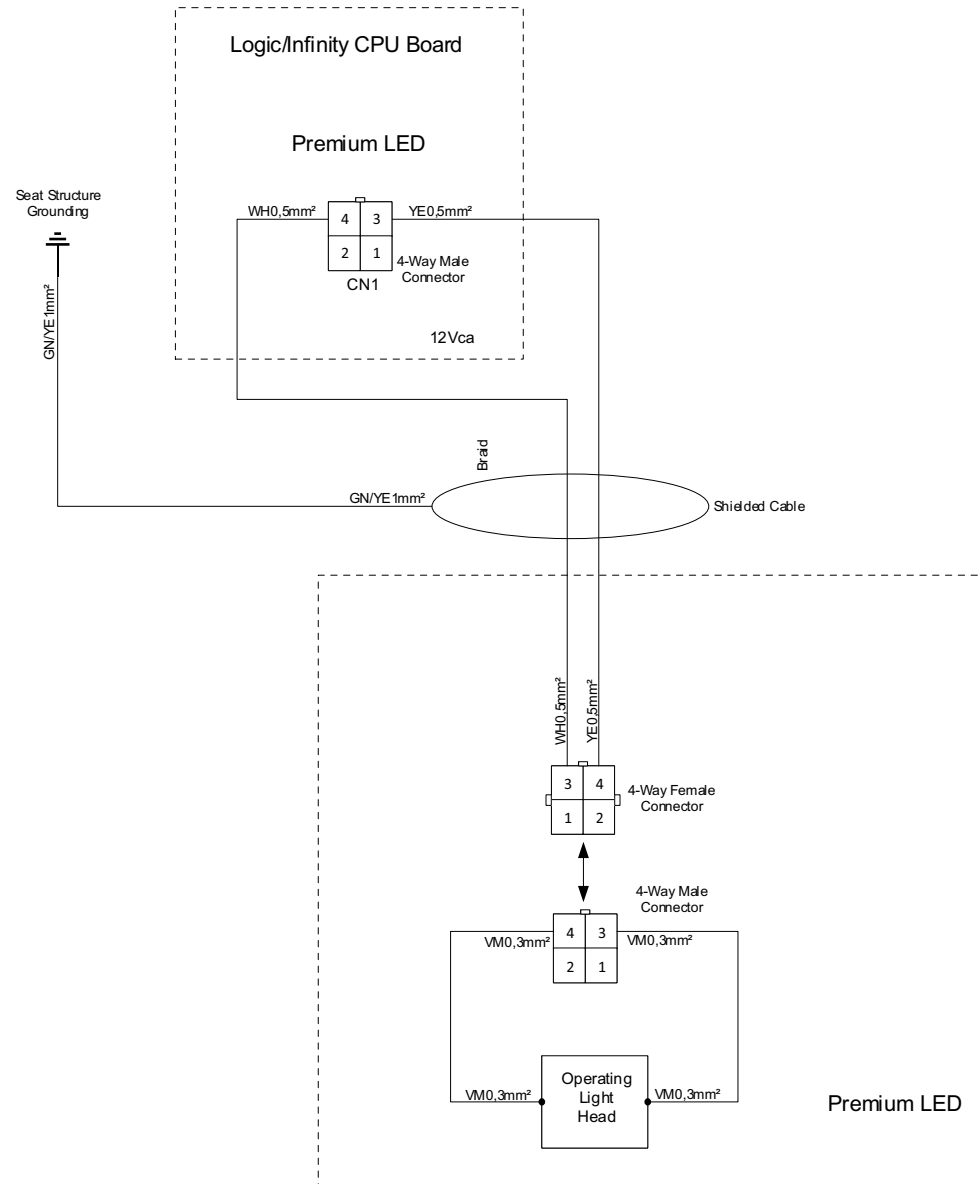 Logic/Infinity CPU Board
Premium LED
Seat Structure
Grounding
WH0,5mm²
4
3
YE0,5mm²
2
1
4-Way Male
Connector
CN1
GN/YE1mm²
12Vca
Braid
GN/YE1mm²
Shielded Cable
WH0,5mm²
YE0,5mm²
3
4
4-Way Female
Connector
1
2
4-Way Male
Connector
VM0,3mm²
4
3
VM0,3mm²
2
1
Operating
Light
Head
VM0,3mm²
VM0,3mm²
Premium LED